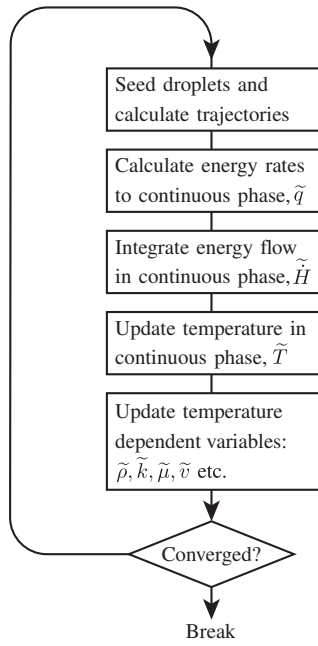 Seed droplets and
calculate trajectories
Calculate energy rates
to continuous phase, q̃
Integrate energy flow
in continuous phase, H̃̇
Update temperature in
continuous phase, T̃
Update temperature
dependent variables:
ρ̃, k̃, μ̃, ṽ etc.
Converged?
Break